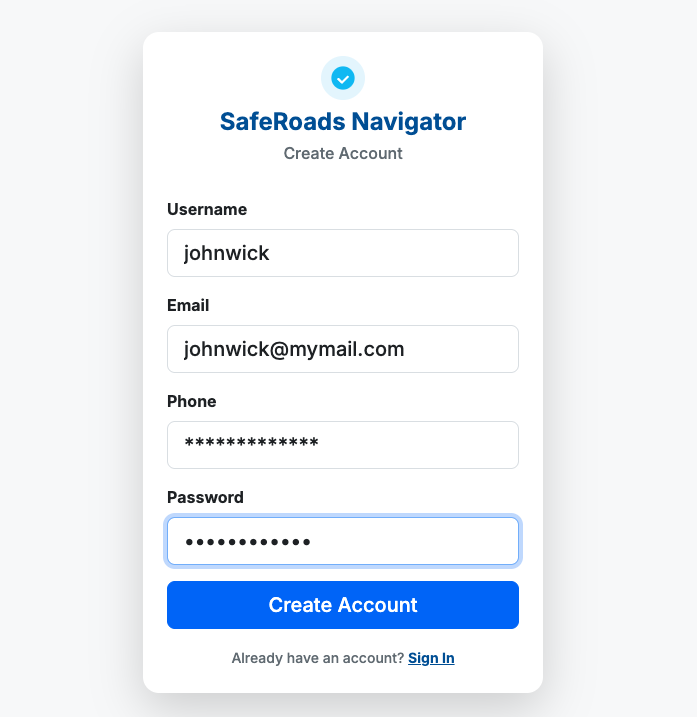 SafeRoads Navigator
Create Account
Username
johnwick
Email
johnwick@mymail.com
Phone
*************
Password
••••••••••••
Create Account
Already have an account? Sign In